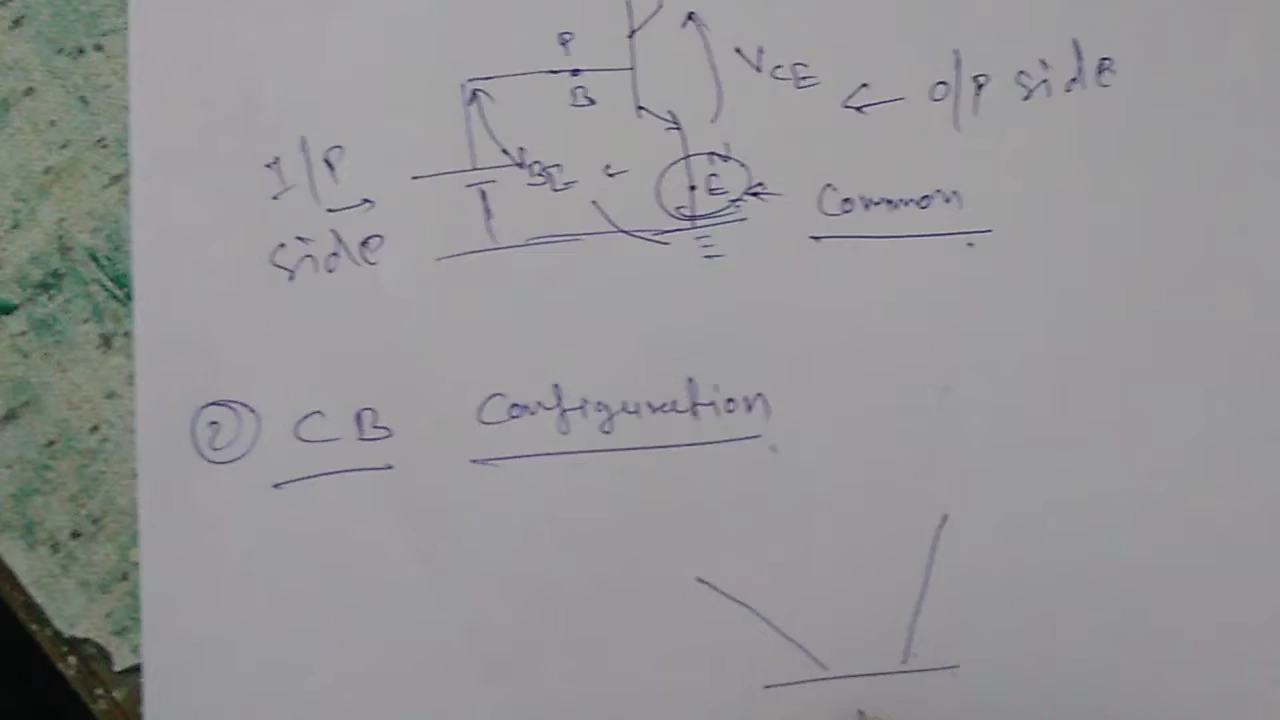 P
B
VCE ← O/P side
I/P →
side
VBE
N
E ← Common
② CB Configuration